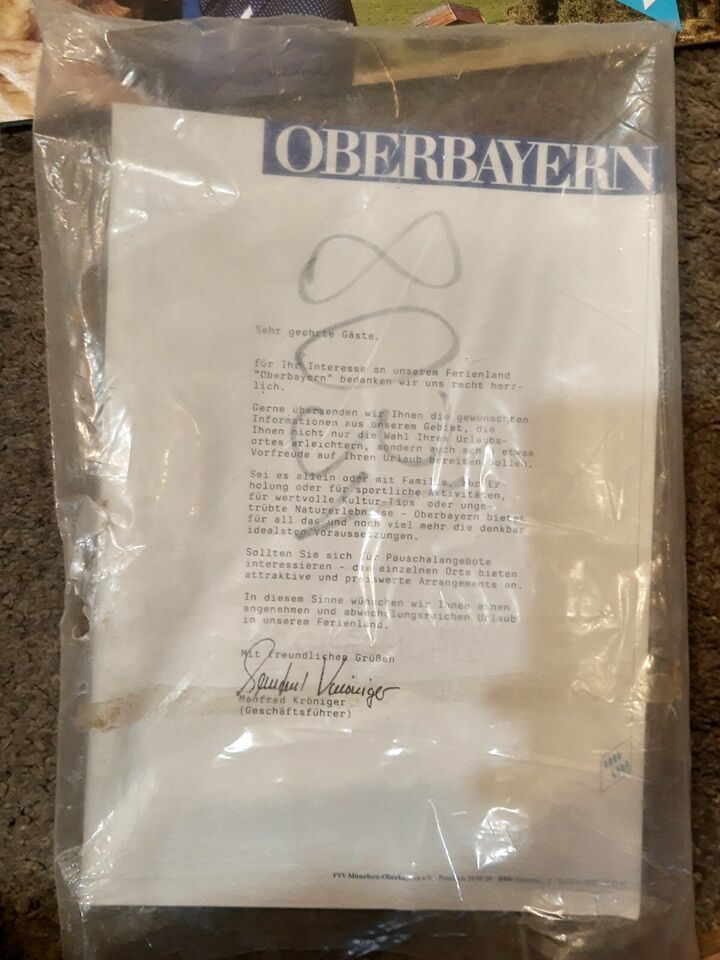 OBERBAYERN
Sehr geehrte Gäste,
für Ihr Interesse an unserem Ferienland
"Oberbayern" bedanken wir uns recht herz-
lich.
Gerne übersenden wir Ihnen die gewünschten
Informationen aus unserem Gebiet, die
Ihnen nicht nur die Wahl Ihres Urlaubs-
ortes erleichtern, sondern auch schon etwas
Vorfreude auf Ihren Urlaub bereiten sollen.
Sei es allein oder mit Familie, zur Er-
holung oder für sportliche Aktivitäten,
für wertvolle Kultur-Tips oder unge-
trübte Naturerlebnisse - Oberbayern bietet
für all das und noch viel mehr die denkbar
idealsten Voraussetzungen.
Sollten Sie sich für Pauschalangebote
interessieren - die einzelnen Orte bieten
attraktive und preiswerte Arrangements an.
In diesem Sinne wünschen wir Ihnen einen
angenehmen und abwechslungsreichen Urlaub
in unserem Ferienland.
Mit freundlichen Grüßen
Manfred Kröniger
Manfred Kröniger
(Geschäftsführer)
FVV München-Oberbayern e.V.